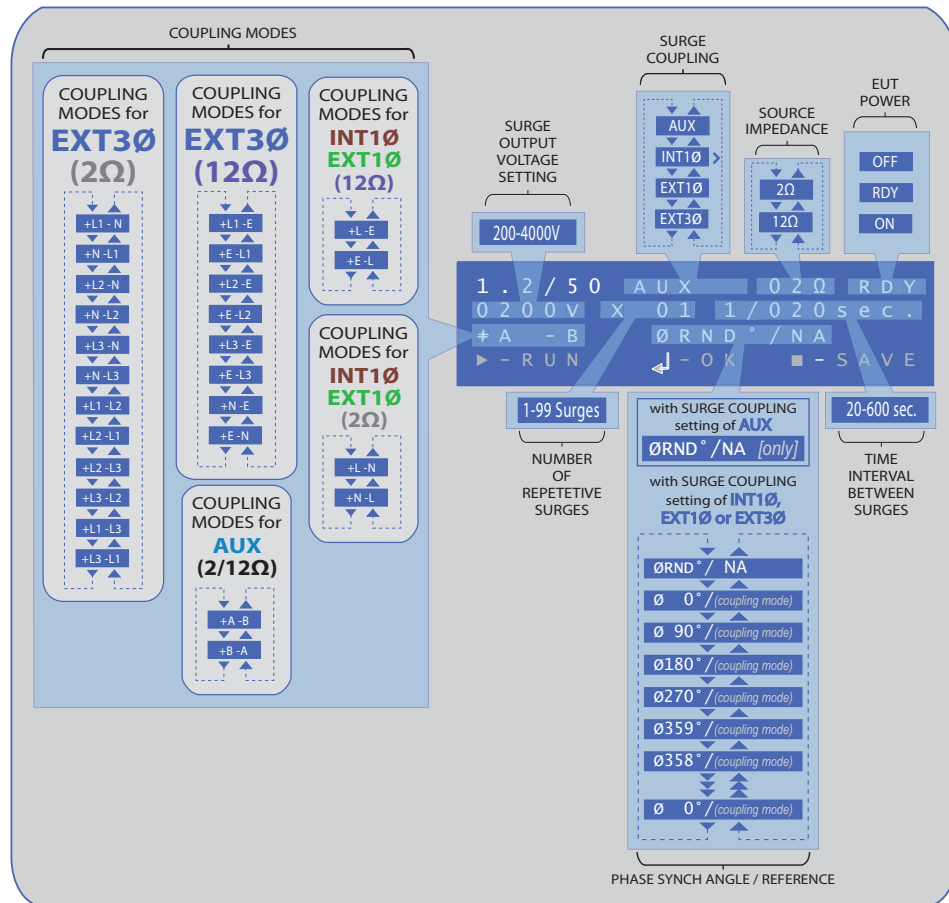 COUPLING MODES
COUPLING
MODES for
EXT3Ø
(2Ω)
+L1 - N
+N -L1
+L2 -N
+N -L2
+L3 -N
+N -L3
+L1 -L2
+L2 -L1
+L2 -L3
+L3 -L2
+L1 -L3
+L3 -L1
COUPLING
MODES for
EXT3Ø
(12Ω)
+L1 -E
+E -L1
+L2 -E
+E -L2
+L3 -E
+E -L3
+N -E
+E -N
COUPLING
MODES for
AUX
(2/12Ω)
+A -B
+B -A
COUPLING
MODES for
INT1Ø
EXT1Ø
(12Ω)
+L -E
+E -L
COUPLING
MODES for
INT1Ø
EXT1Ø
(2Ω)
+L -N
+N -L
SURGE
OUTPUT
VOLTAGE
SETTING
200-4000V
SURGE
COUPLING
AUX
INT1Ø
EXT1Ø
EXT3Ø
SOURCE
IMPEDANCE
2Ω
12Ω
EUT
POWER
OFF
RDY
ON
1.2/50 AUX 02Ω RDY
0200V X 01 1/020sec.
+A -B ØRND°/NA
▶-RUN ↵-OK ■-SAVE
1-99 Surges
NUMBER
OF
REPETETIVE
SURGES
with SURGE COUPLING
setting of AUX
ØRND°/NA [only]
with SURGE COUPLING
setting of INT1Ø,
EXT1Ø or EXT3Ø
ØRND°/ NA
Ø 0°/(coupling mode)
Ø 90°/(coupling mode)
Ø180°/(coupling mode)
Ø270°/(coupling mode)
Ø359°/(coupling mode)
Ø358°/(coupling mode)
Ø 0°/(coupling mode)
PHASE SYNCH ANGLE / REFERENCE
20-600 sec.
TIME
INTERVAL
BETWEEN
SURGES